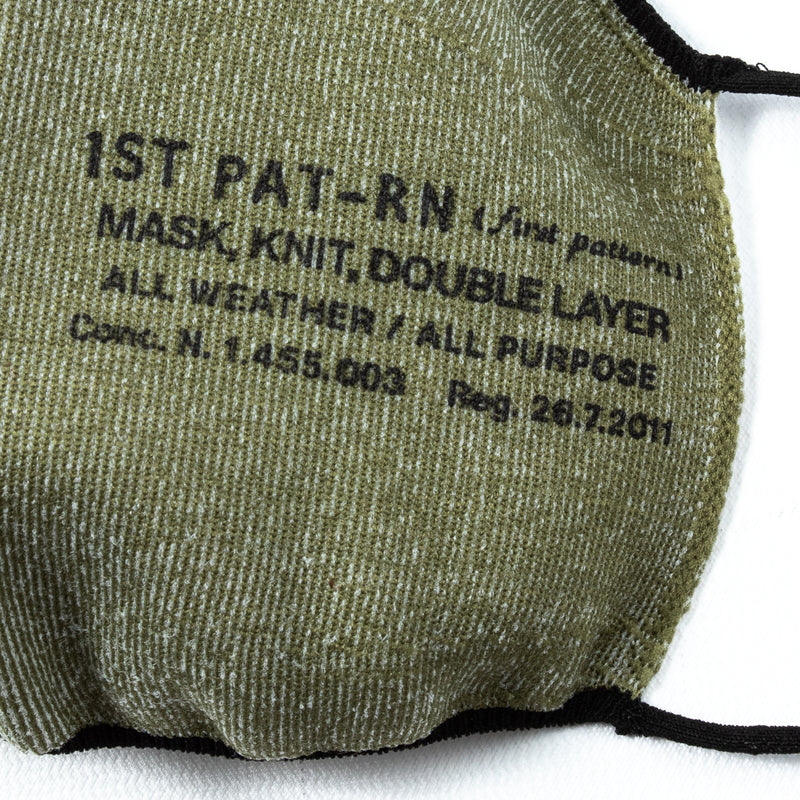 1ST PAT-RN (first pattern)
MASK, KNIT, DOUBLE LAYER
ALL WEATHER / ALL PURPOSE
Conc. N. 1.455.003 Reg. 26.7.2011